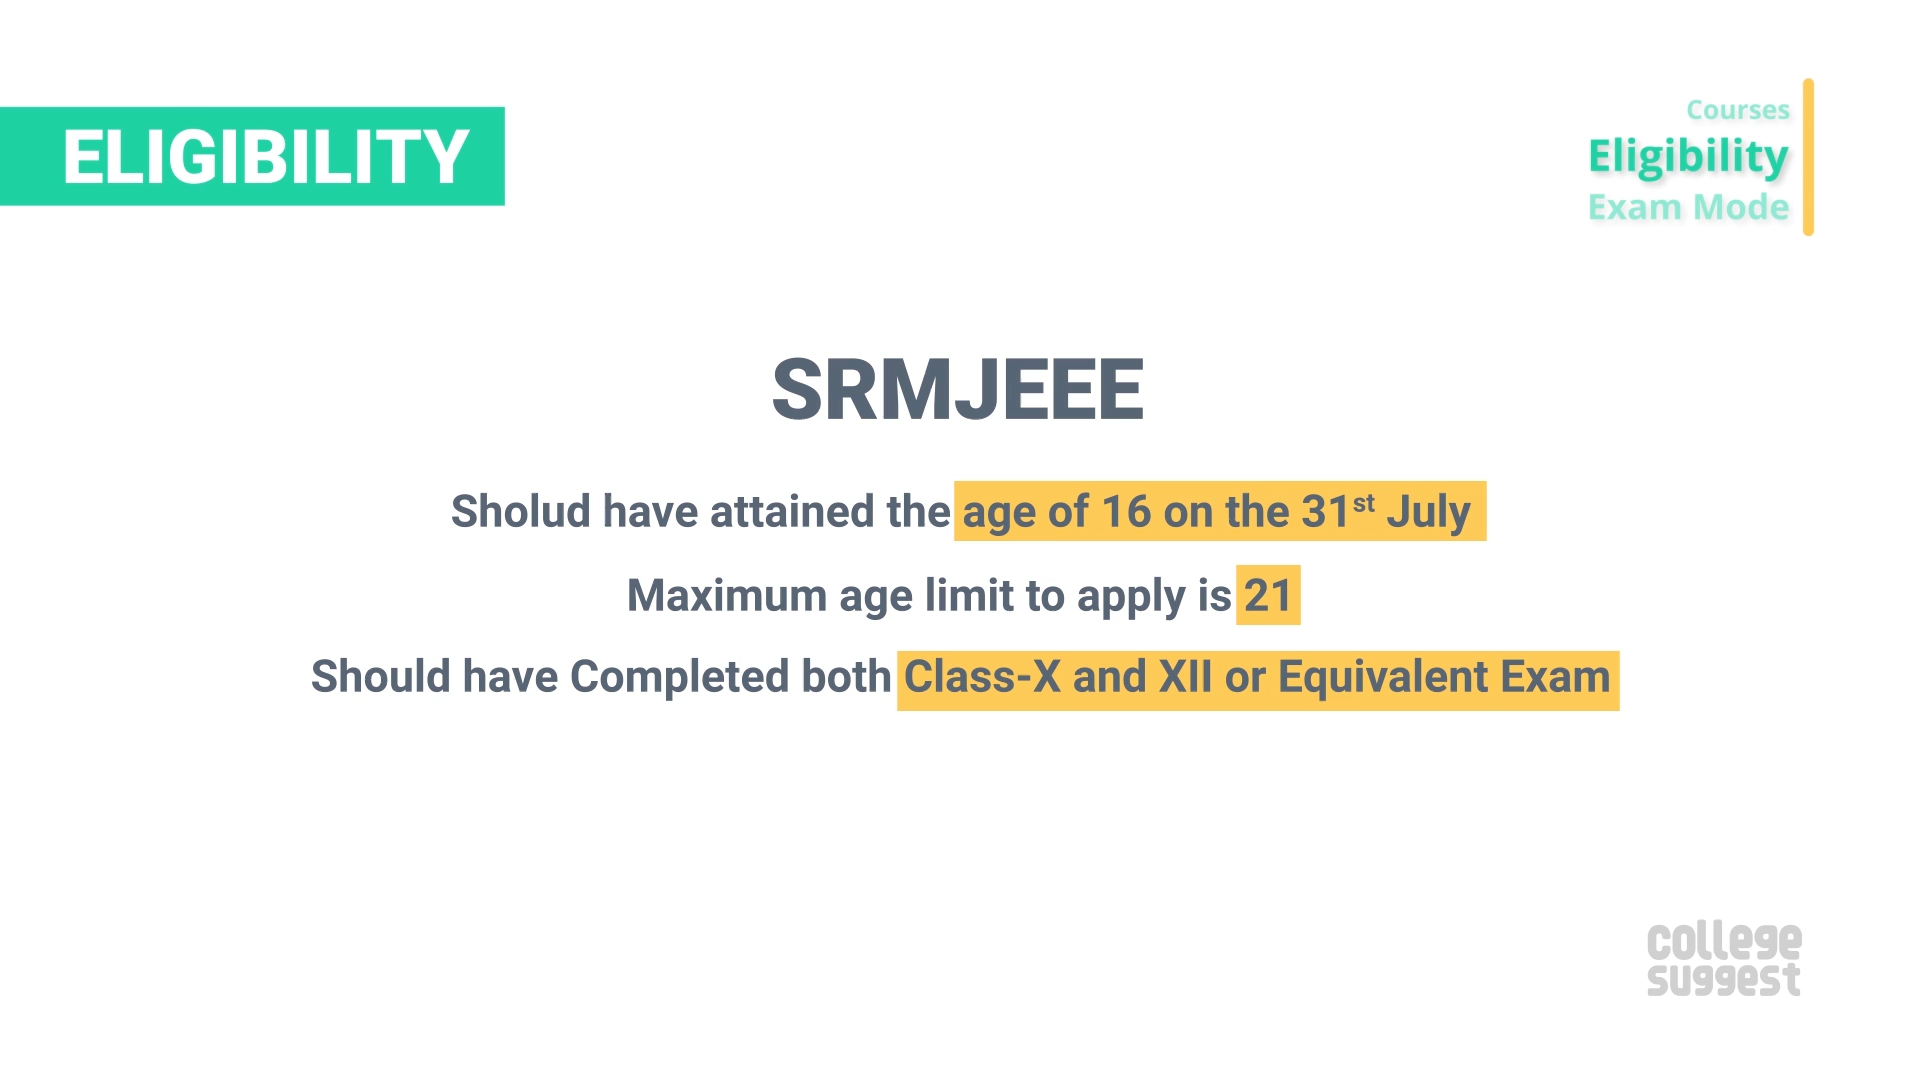 ELIGIBILITY
Courses
Eligibility
Exam Mode
SRMJEEE
Sholud have attained the age of 16 on the 31st July
Maximum age limit to apply is 21
Should have Completed both Class-X and XII or Equivalent Exam
college
suggest